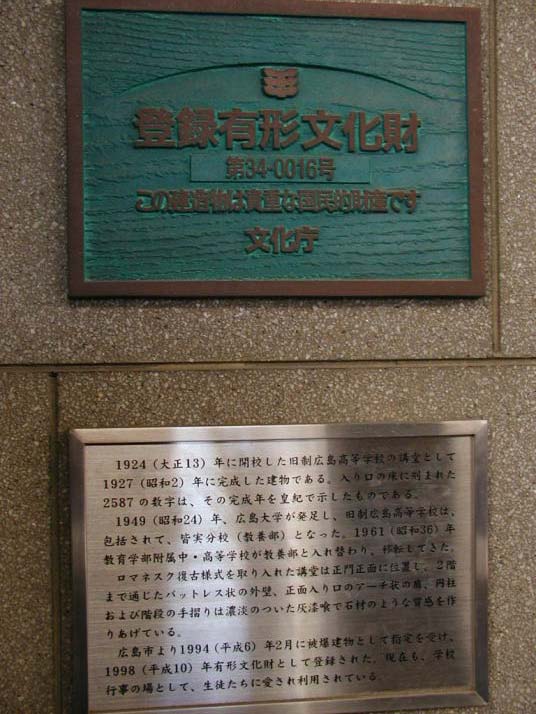 登録有形文化財
第34-0016号
この建造物は貴重な国民的財産です
文化庁
1924(大正13)年に開校した旧制広島高等学校の講堂として
1927(昭和2)年に完成した建物である。入り口の床に刻まれた
2587の数字は、その完成年を皇紀で示したものである。
1949(昭和24)年、広島大学が発足し、旧制広島高等学校は、
包括されて、皆実分校(教養部)となった。1961(昭和36)年
教育学部附属中・高等学校が教養部と入れ替わり、移転してきた。
ロマネスク復古様式を取り入れた講堂は正門正面に位置し、2階
まで通じたバットレス状の外壁、正面入り口のアーチ状の扉、円柱
および階段の手摺りは濃淡のついた灰漆喰で石材のような質感を作
りあげている。
広島市より1994(平成6)年2月に被爆建物として指定を受け、
1998(平成10)年有形文化財として登録された。現在も、学校
行事の場として、生徒たちに愛され利用されている。